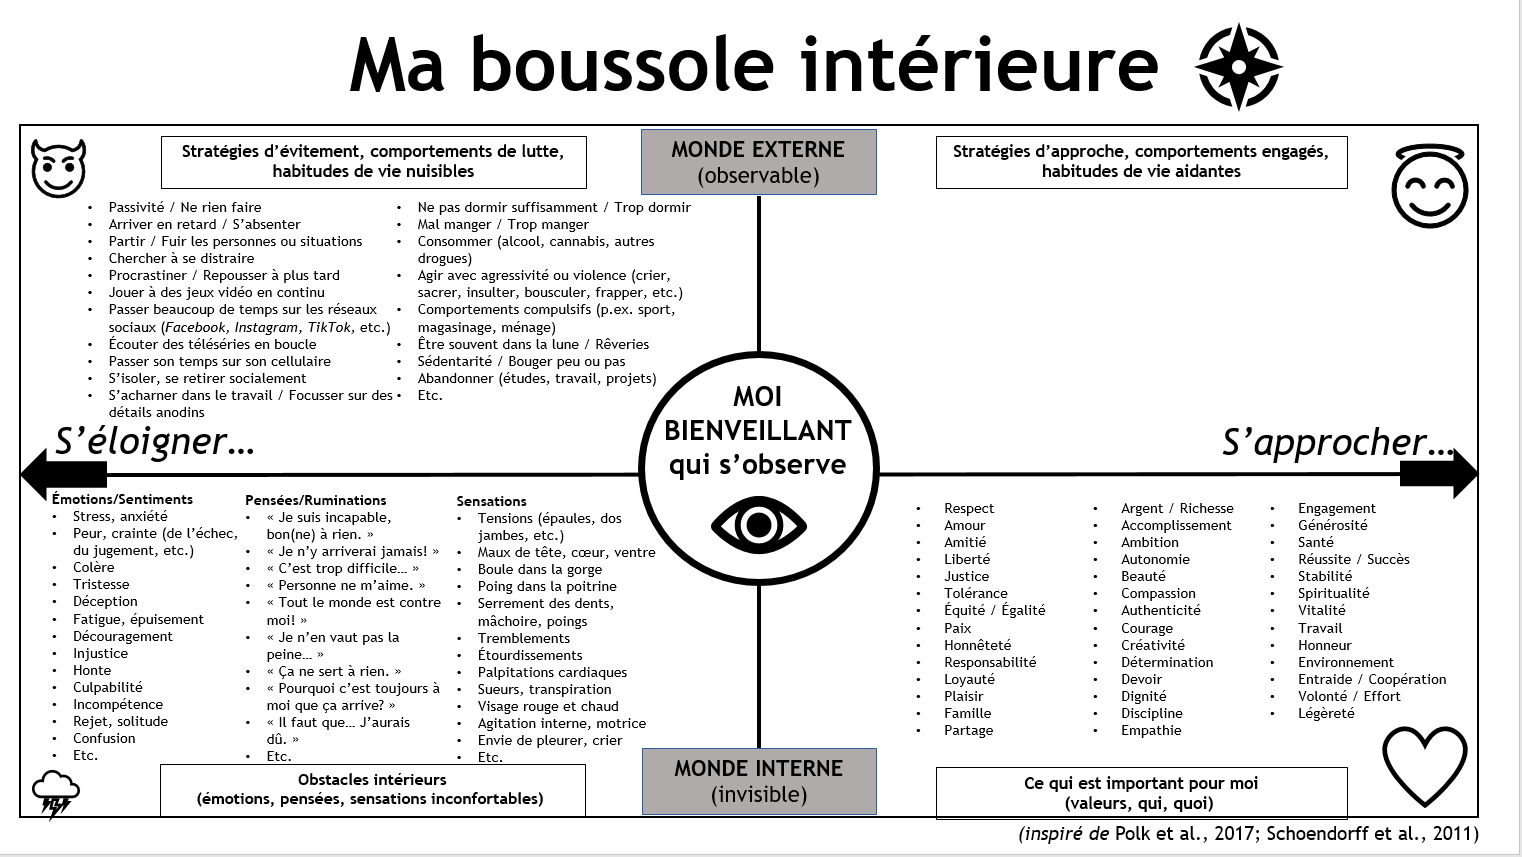 Ma boussole intérieure
Stratégies d’évitement, comportements de lutte,
habitudes de vie nuisibles
MONDE EXTERNE
(observable)
Stratégies d’approche, comportements engagés,
habitudes de vie aidantes
• Passivité / Ne rien faire
• Arriver en retard / S’absenter
• Partir / Fuir les personnes ou situations
• Chercher à se distraire
• Procrastiner / Repousser à plus tard
• Jouer à des jeux vidéo en continu
• Passer beaucoup de temps sur les réseaux
sociaux (Facebook, Instagram, TikTok, etc.)
• Écouter des téléséries en boucle
• Passer son temps sur son cellulaire
• S’isoler, se retirer socialement
• S’acharner dans le travail / Focusser sur des
détails anodins
• Ne pas dormir suffisamment / Trop dormir
• Mal manger / Trop manger
• Consommer (alcool, cannabis, autres
drogues)
• Agir avec agressivité ou violence (crier,
sacrer, insulter, bousculer, frapper, etc.)
• Comportements compulsifs (p.ex. sport,
magasinage, ménage)
• Être souvent dans la lune / Rêveries
• Sédentarité / Bouger peu ou pas
• Abandonner (études, travail, projets)
• Etc.
S’éloigner…
MOI
BIENVEILLANT
qui s’observe
S’approcher…
Émotions/Sentiments
• Stress, anxiété
• Peur, crainte (de l’échec,
du jugement, etc.)
• Colère
• Tristesse
• Déception
• Fatigue, épuisement
• Découragement
• Injustice
• Honte
• Culpabilité
• Incompétence
• Rejet, solitude
• Confusion
• Etc.
Pensées/Ruminations
• « Je suis incapable,
bon(ne) à rien. »
• « Je n’y arriverai jamais! »
• « C’est trop difficile… »
• « Personne ne m’aime. »
• « Tout le monde est contre
moi! »
• « Je n’en vaut pas la
peine… »
• « Ça ne sert à rien. »
• « Pourquoi c’est toujours à
moi que ça arrive? »
• « Il faut que… J’aurais
dû. »
• Etc.
Sensations
• Tensions (épaules, dos
jambes, etc.)
• Maux de tête, cœur, ventre
• Boule dans la gorge
• Poing dans la poitrine
• Serrement des dents,
mâchoire, poings
• Tremblements
• Étourdissements
• Palpitations cardiaques
• Sueurs, transpiration
• Visage rouge et chaud
• Agitation interne, motrice
• Envie de pleurer, crier
• Etc.
• Respect
• Amour
• Amitié
• Liberté
• Justice
• Tolérance
• Équité / Égalité
• Paix
• Honnêteté
• Responsabilité
• Loyauté
• Plaisir
• Famille
• Partage
• Argent / Richesse
• Accomplissement
• Ambition
• Autonomie
• Beauté
• Compassion
• Authenticité
• Courage
• Créativité
• Détermination
• Devoir
• Dignité
• Discipline
• Empathie
• Engagement
• Générosité
• Santé
• Réussite / Succès
• Stabilité
• Spiritualité
• Vitalité
• Travail
• Honneur
• Environnement
• Entraide / Coopération
• Volonté / Effort
• Légèreté
Obstacles intérieurs
(émotions, pensées, sensations inconfortables)
MONDE INTERNE
(invisible)
Ce qui est important pour moi
(valeurs, qui, quoi)
(inspiré de Polk et al., 2017; Schoendorff et al., 2011)